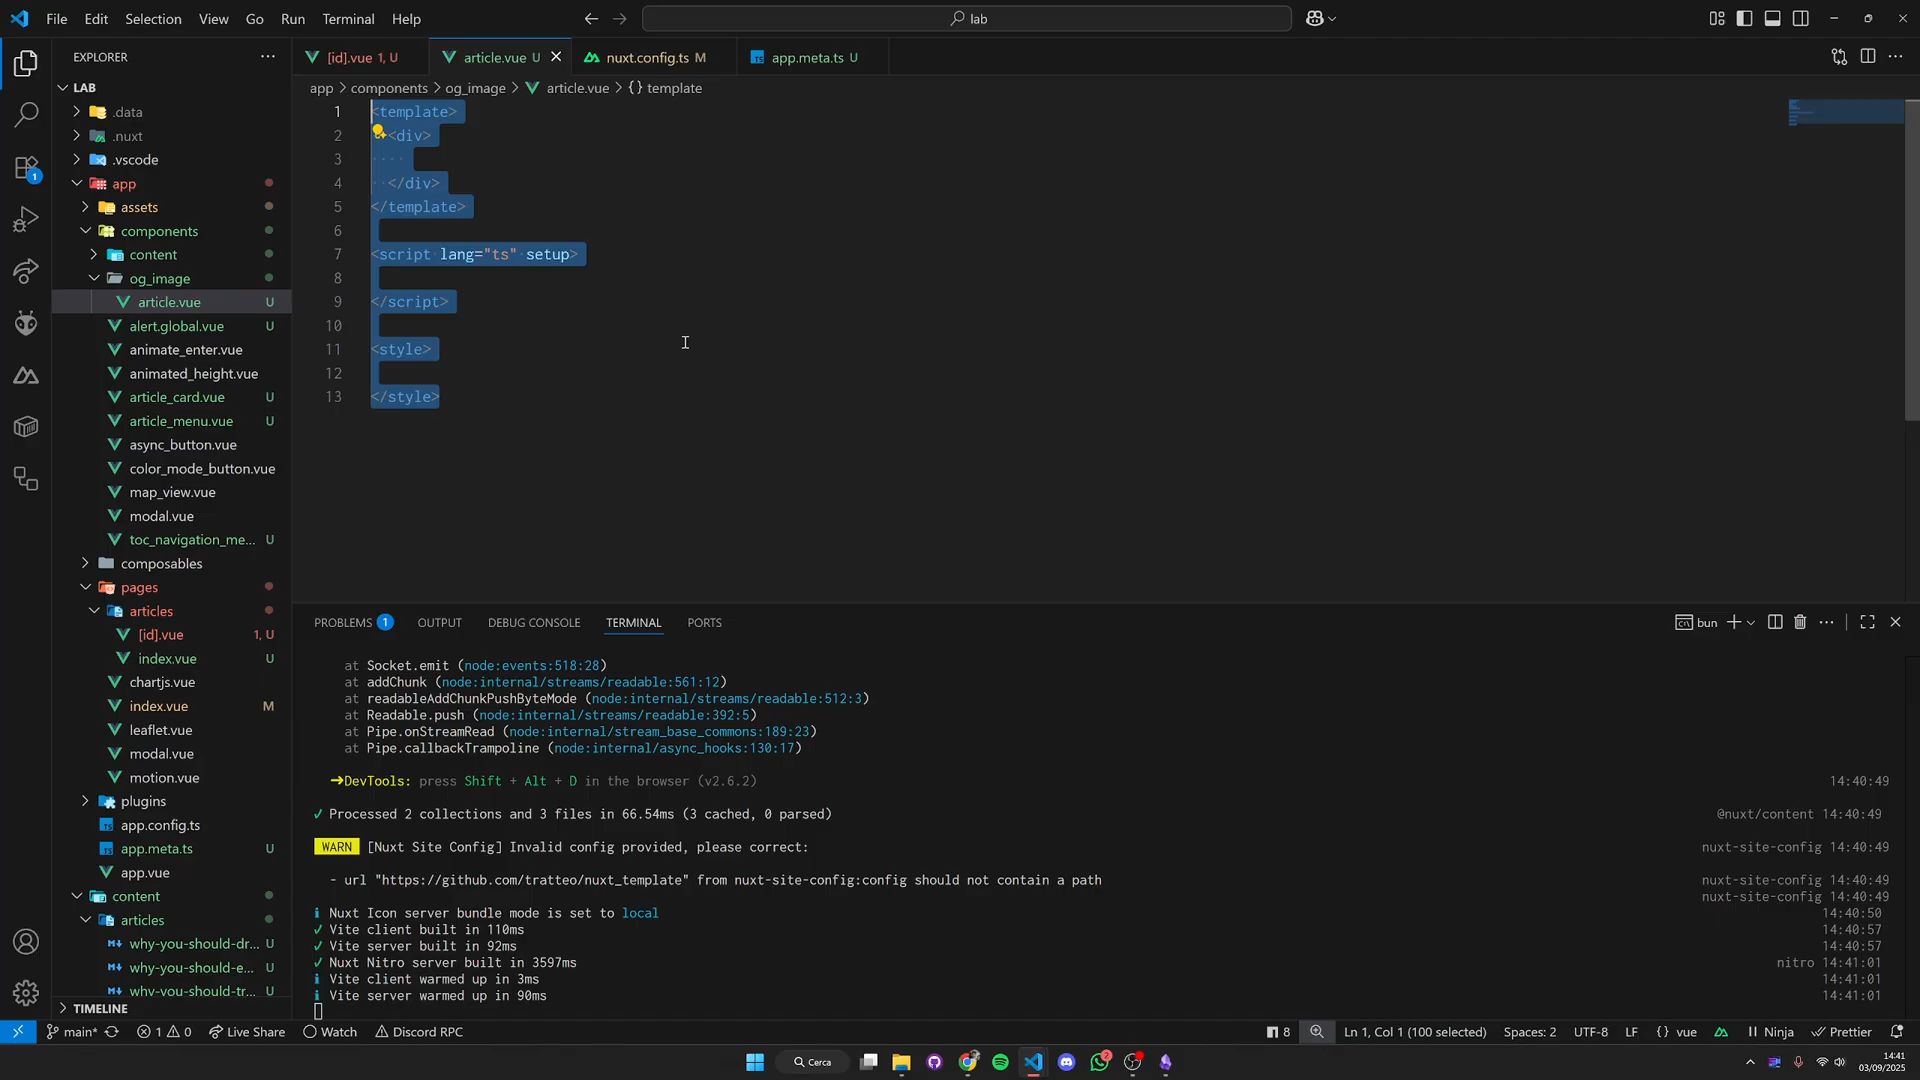 File Edit Selection View Go Run Terminal Help
lab
EXPLORER
[id].vue 1, U
article.vue U
nuxt.config.ts M
app.meta.ts U
app > components > og_image > article.vue > {} template
LAB
.data
.nuxt
.vscode
app
assets
components
content
og_image
article.vue U
alert.global.vue U
animate_enter.vue
animated_height.vue
article_card.vue U
article_menu.vue U
async_button.vue
color_mode_button.vue
map_view.vue
modal.vue
toc_navigation_me... U
composables
pages
articles
[id].vue 1, U
index.vue U
chartjs.vue
index.vue M
leaflet.vue
modal.vue
motion.vue
plugins
app.config.ts
app.meta.ts U
app.vue
content
articles
why-you-should-dr... U
why-you-should-e... U
why-you-should-tr... U
TIMELINE
1 <template>
2 <div>
3 ····
4 ··</div>
5 </template>
6
7 <script·lang="ts"·setup>
8
9 </script>
10
11 <style>
12
13 </style>
PROBLEMS 1 OUTPUT DEBUG CONSOLE TERMINAL PORTS
bun
at Socket.emit (node:events:518:28)
at addChunk (node:internal/streams/readable:561:12)
at readableAddChunkPushByteMode (node:internal/streams/readable:512:3)
at Readable.push (node:internal/streams/readable:392:5)
at Pipe.onStreamRead (node:internal/stream_base_commons:189:23)
at Pipe.callbackTrampoline (node:internal/async_hooks:130:17)
➜DevTools: press Shift + Alt + D in the browser (v2.6.2) 14:40:49
✓ Processed 2 collections and 3 files in 66.54ms (3 cached, 0 parsed) @nuxt/content 14:40:49
WARN [Nuxt Site Config] Invalid config provided, please correct: nuxt-site-config 14:40:49
- url "https://github.com/tratteo/nuxt_template" from nuxt-site-config:config should not contain a path nuxt-site-config 14:40:49
nuxt-site-config 14:40:49
ℹ Nuxt Icon server bundle mode is set to local 14:40:50
✓ Vite client built in 110ms 14:40:57
✓ Vite server built in 92ms 14:40:57
✓ Nuxt Nitro server built in 3597ms nitro 14:41:01
ℹ Vite client warmed up in 3ms 14:41:01
ℹ Vite server warmed up in 90ms 14:41:01
main* 1 0 Live Share Watch Discord RPC 8 Ln 1, Col 1 (100 selected) Spaces: 2 UTF-8 LF {} vue Ninja Prettier
Cerca
14:41
03/09/2025